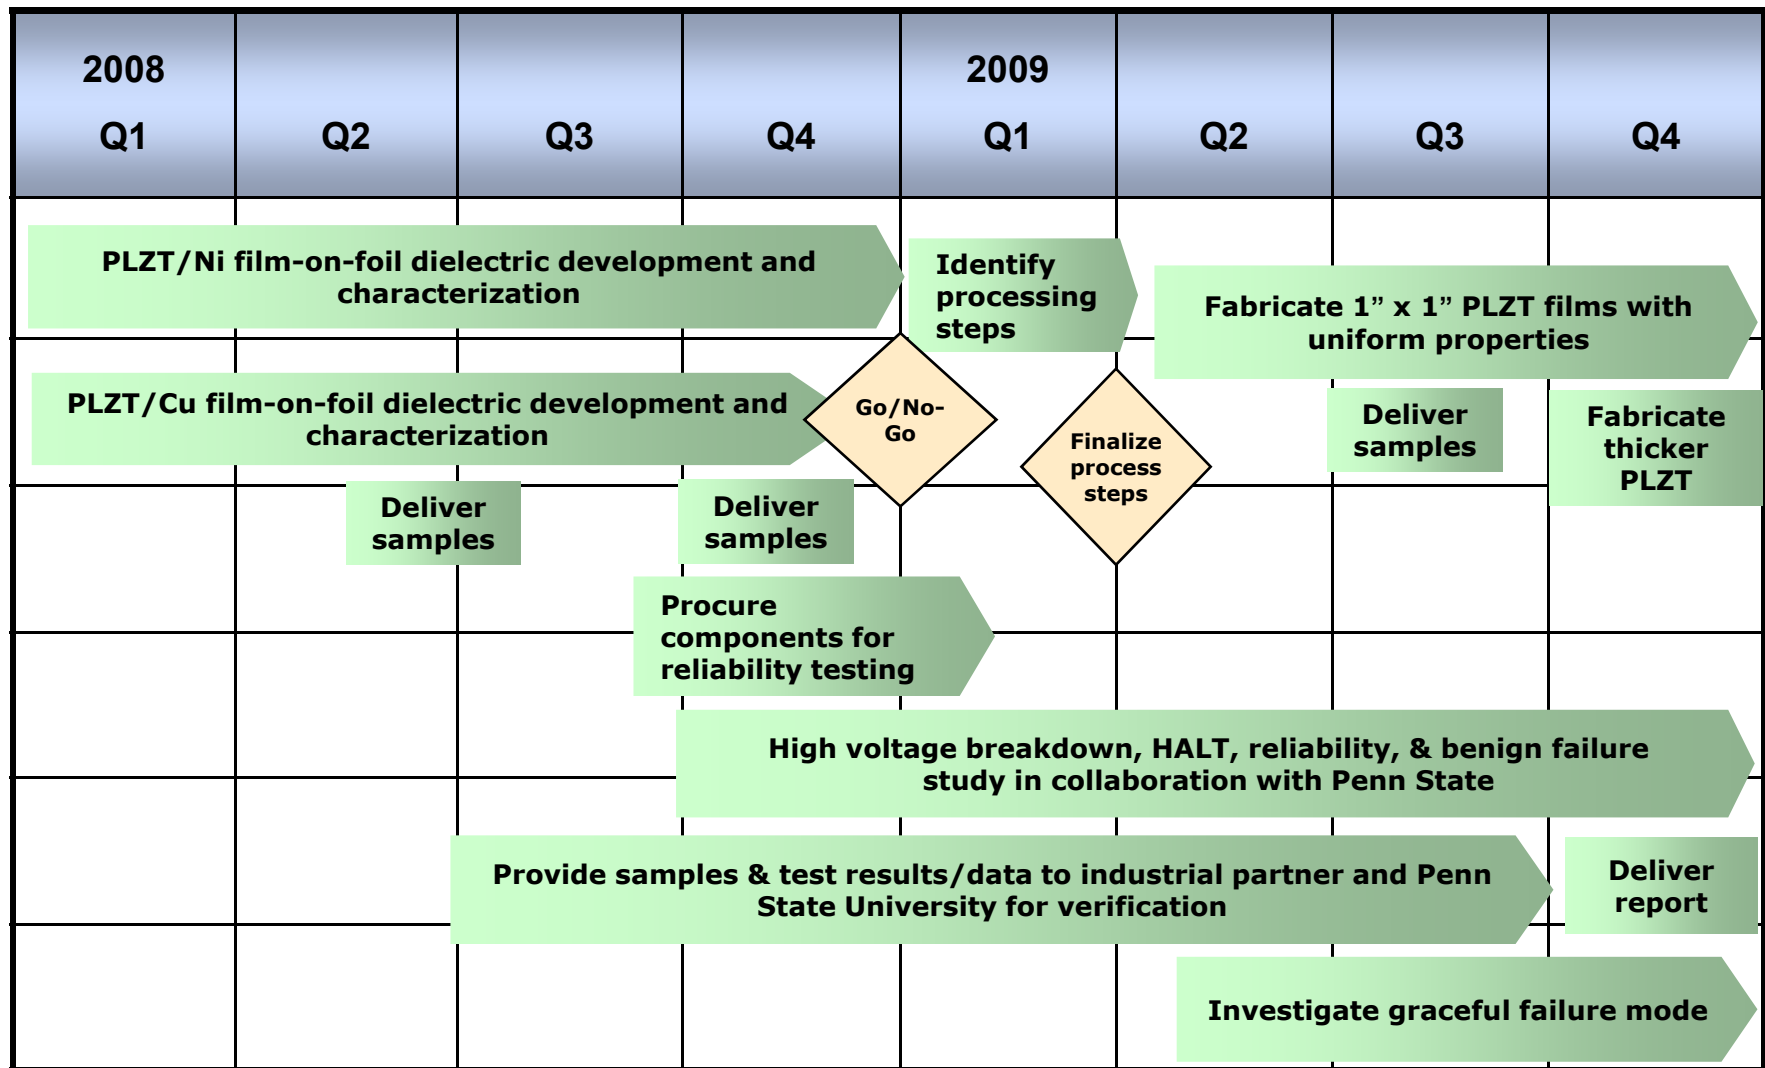 2008
2009
Q1
Q2
Q3
Q4
Q1
Q2
Q3
Q4
PLZT/Ni film-on-foil dielectric development and
characterization
Identify
processing
steps
Fabricate 1” x 1” PLZT films with
uniform properties
PLZT/Cu film-on-foil dielectric development and
characterization
Go/No-
Go
Finalize
process
steps
Deliver
samples
Fabricate
thicker
PLZT
Deliver
samples
Deliver
samples
Procure
components for
reliability testing
High voltage breakdown, HALT, reliability, & benign failure
study in collaboration with Penn State
Provide samples & test results/data to industrial partner and Penn
State University for verification
Deliver
report
Investigate graceful failure mode